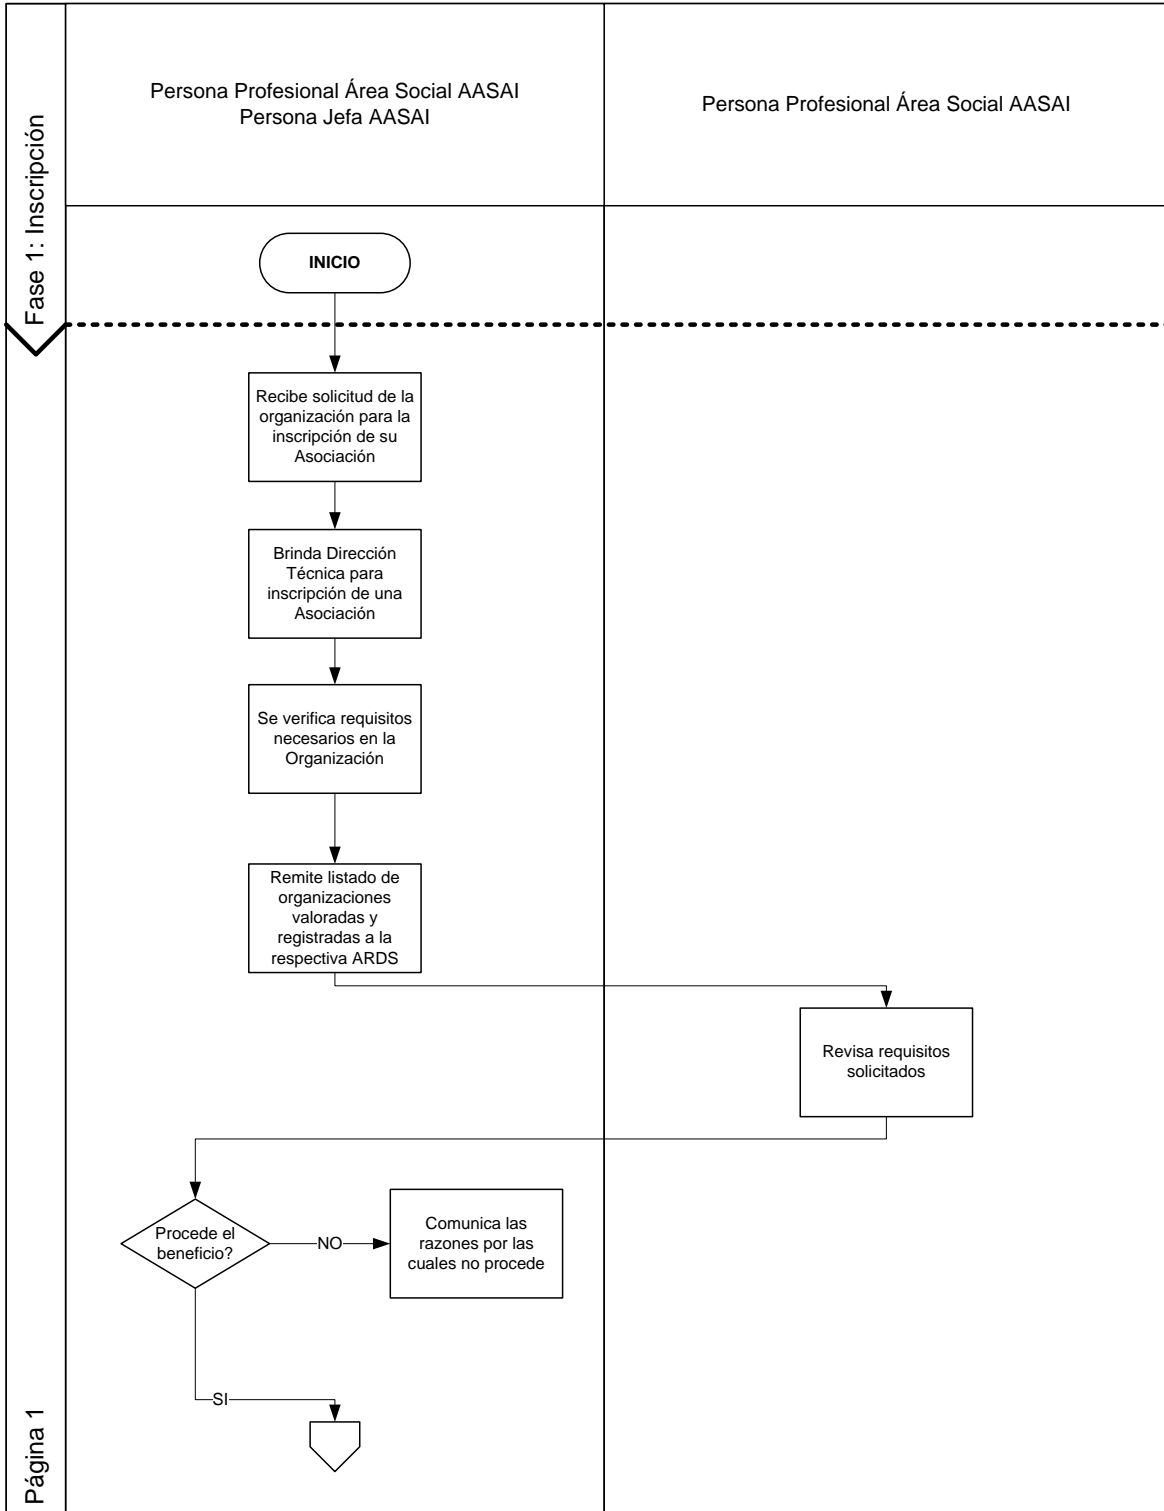 Fase 1: Inscripción
Persona Profesional Área Social AASAI
Persona Jefa AASAI
Persona Profesional Área Social AASAI
INICIO
Recibe solicitud de la
organización para la
inscripción de su
Asociación
Brinda Dirección
Técnica para
inscripción de una
Asociación
Se verifica requisitos
necesarios en la
Organización
Remite listado de
organizaciones
valoradas y
registradas a la
respectiva ARDS
Revisa requisitos
solicitados
Procede el
beneficio?
NO
Comunica las
razones por las
cuales no procede
SI
Página 1